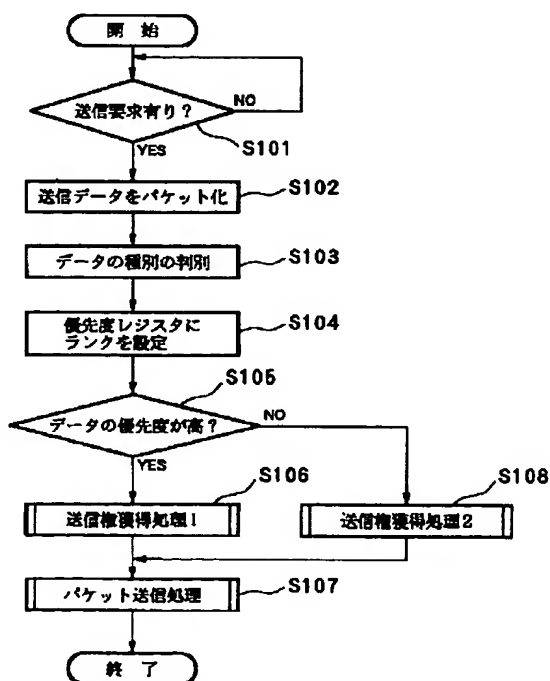 開 始
送信要求有り?
NO
S101
YES
送信データをパケット化
S102
データの種別の判別
S103
優先度レジスタに
ランクを設定
S104
S105
データの優先度が高?
NO
YES
S106
送信権獲得処理1
S108
送信権獲得処理2
パケット送信処理
S107
終 了